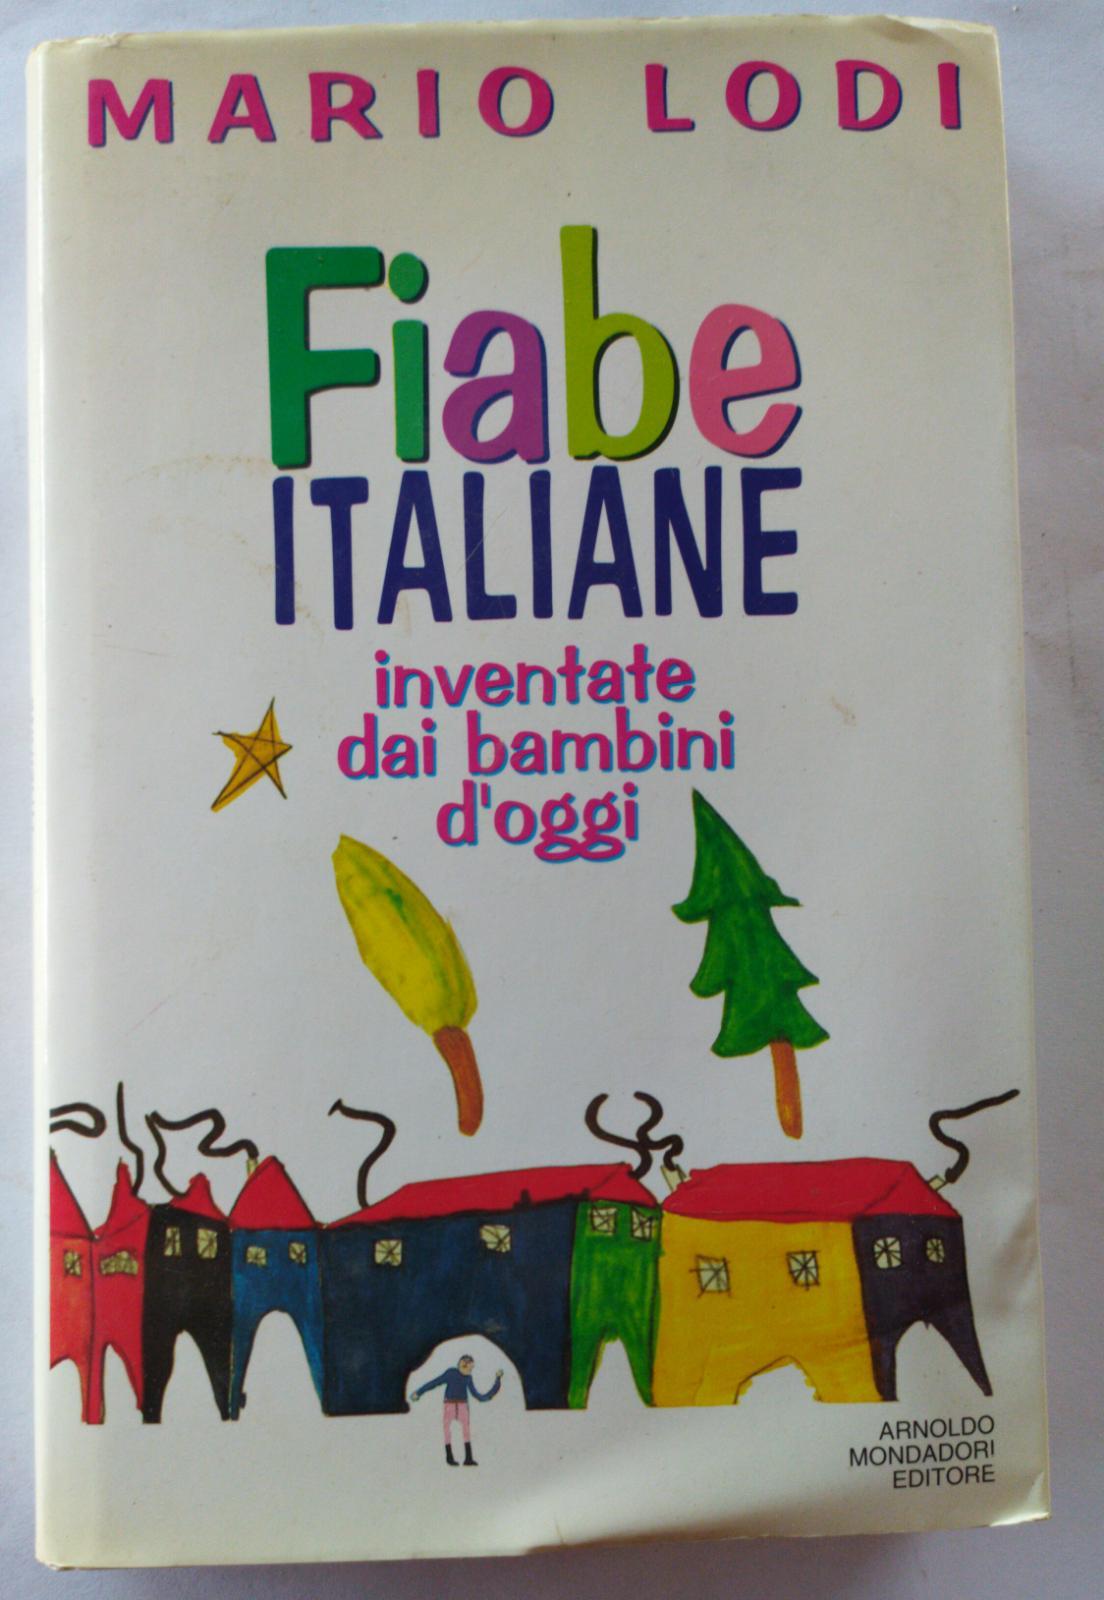 MARIO LODI
Fiabe
ITALIANE
inventate
dai bambini
d'oggi
ARNOLDO
MONDADORI
EDITORE